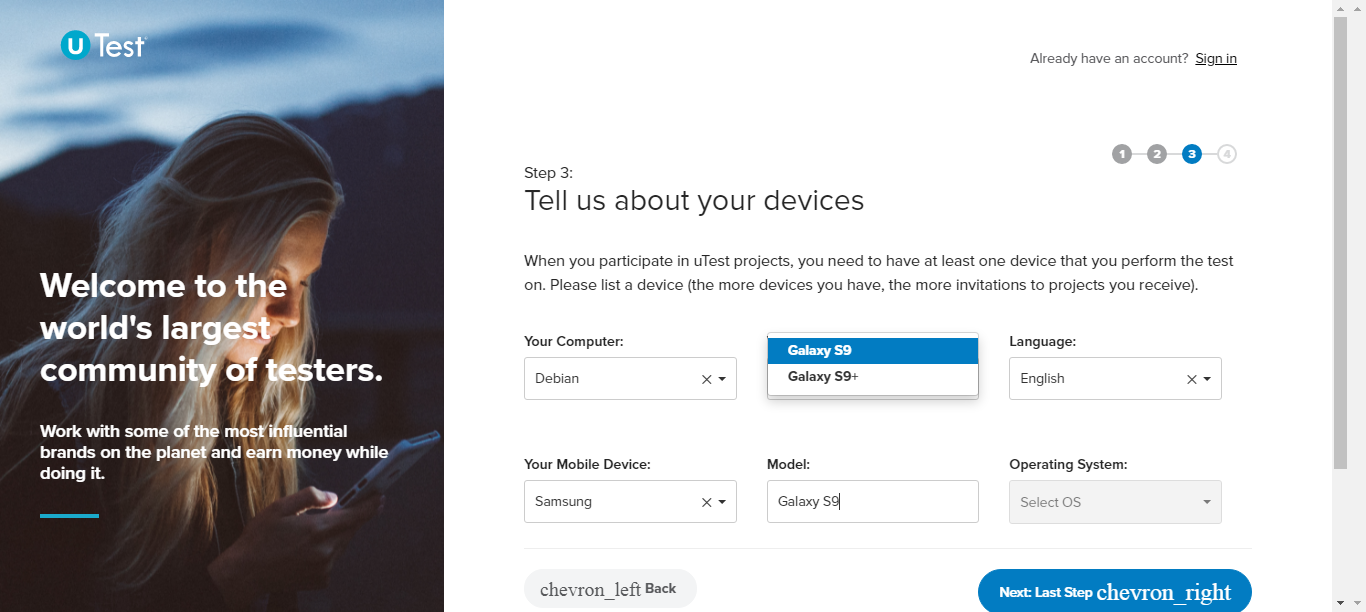 U Test
Already have an account? Sign in
1 2 3 4
Step 3:
Tell us about your devices
When you participate in uTest projects, you need to have at least one device that you perform the test
on. Please list a device (the more devices you have, the more invitations to projects you receive).
Welcome to the
world's largest
community of testers.
Work with some of the most influential
brands on the planet and earn money while
doing it.
Your Computer:
Debian
Galaxy S9
Galaxy S9+
Language:
English
Your Mobile Device:
Samsung
Model:
Galaxy S9
Operating System:
Select OS
chevron_left Back
Next: Last Step chevron_right